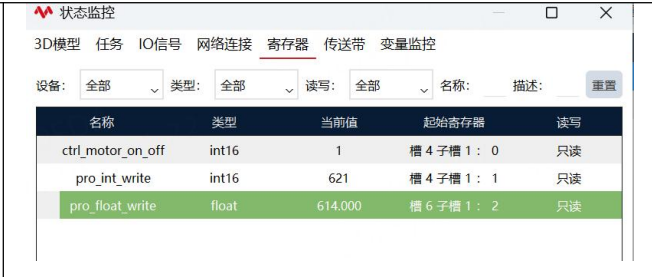 状态监控
3D模型 任务 IO信号 网络连接 寄存器 传送带 变量监控
设备: 全部 类型: 全部 读写: 全部 名称: 描述: 重置
名称 类型 当前值 起始寄存器 读写
ctrl_motor_on_off int16 1 槽 4 子槽 1 : 0 只读
pro_int_write int16 621 槽 4 子槽 1 : 1 只读
pro_float_write float 614.000 槽 6 子槽 1 : 2 只读